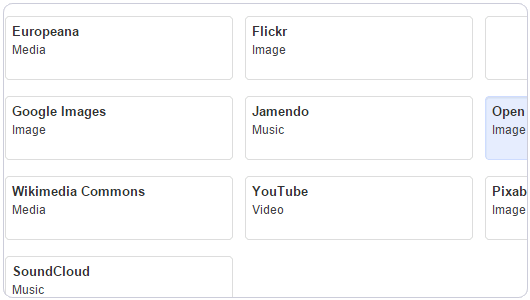 Europeana
Media
Flickr
Image
Google Images
Image
Jamendo
Music
Open
Image
Wikimedia Commons
Media
YouTube
Video
Pixab
Image
SoundCloud
Music